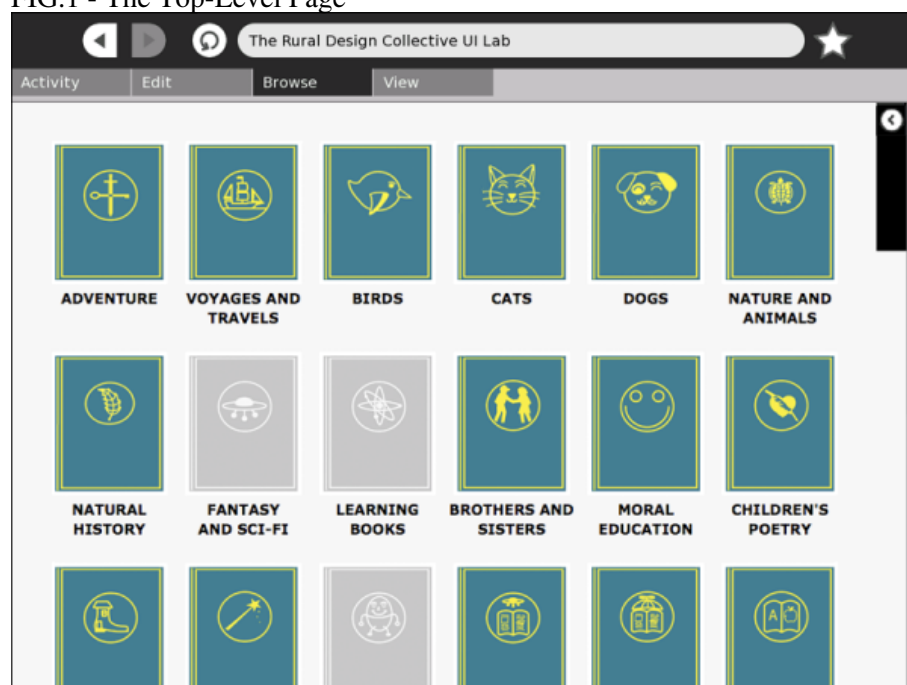 FIG.1 - The Top-Level Page
The Rural Design Collective UI Lab
Activity Edit Browse View
ADVENTURE VOYAGES AND BIRDS CATS DOGS NATURE AND
TRAVELS ANIMALS
NATURAL FANTASY LEARNING BROTHERS AND MORAL CHILDREN'S
HISTORY AND SCI-FI BOOKS SISTERS EDUCATION POETRY
A